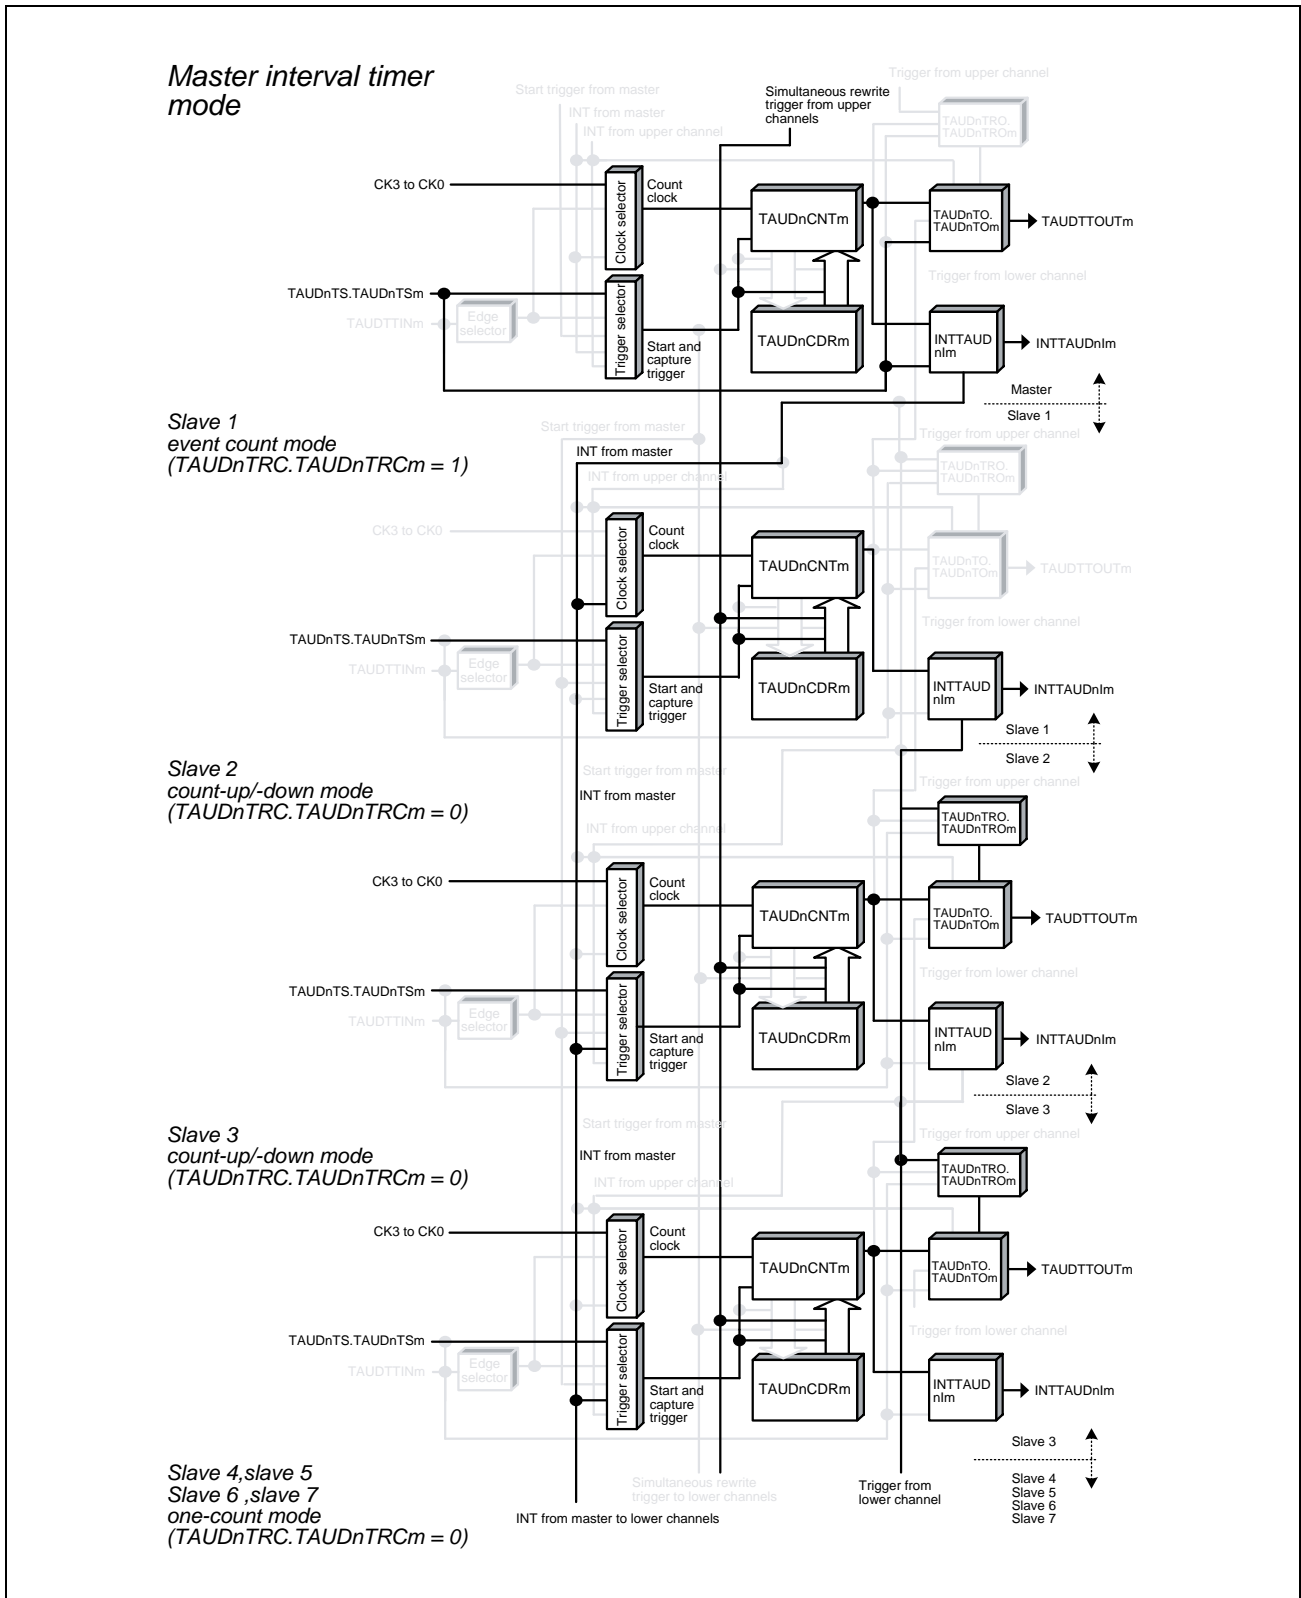 Master interval timer
mode
Start trigger from master
INT from master
INT from upper channel
Simultaneous rewrite
trigger from upper
channels
Trigger from upper channel
TAUDnTRO.
TAUDnTROm
CK3 to CK0
Clock selector
Count
clock
TAUDnCNTm
TAUDnTO.
TAUDnTOm
TAUDTTOUTm
Trigger from lower channel
TAUDnTS.TAUDnTSm
TAUDTTINm
Edge
selector
Trigger selector
Start and
capture
trigger
TAUDnCDRm
INTTAUD
nIm
INTTAUDnIm
Master
Slave 1
Slave 1
event count mode
(TAUDnTRC.TAUDnTRCm = 1)
Start trigger from master
INT from master
INT from upper channel
Trigger from upper channel
TAUDnTRO.
TAUDnTROm
CK3 to CK0
Clock selector
Count
clock
TAUDnCNTm
TAUDnTO.
TAUDnTOm
TAUDTTOUTm
Trigger from lower channel
TAUDnTS.TAUDnTSm
TAUDTTINm
Edge
selector
Trigger selector
Start and
capture
trigger
TAUDnCDRm
INTTAUD
nIm
INTTAUDnIm
Slave 1
Slave 2
Slave 2
count-up/-down mode
(TAUDnTRC.TAUDnTRCm = 0)
Start trigger from master
INT from master
INT from upper channel
Trigger from upper channel
TAUDnTRO.
TAUDnTROm
CK3 to CK0
Clock selector
Count
clock
TAUDnCNTm
TAUDnTO.
TAUDnTOm
TAUDTTOUTm
Trigger from lower channel
TAUDnTS.TAUDnTSm
TAUDTTINm
Edge
selector
Trigger selector
Start and
capture
trigger
TAUDnCDRm
INTTAUD
nIm
INTTAUDnIm
Slave 2
Slave 3
Slave 3
count-up/-down mode
(TAUDnTRC.TAUDnTRCm = 0)
Start trigger from master
INT from master
INT from upper channel
Trigger from upper channel
TAUDnTRO.
TAUDnTROm
CK3 to CK0
Clock selector
Count
clock
TAUDnCNTm
TAUDnTO.
TAUDnTOm
TAUDTTOUTm
Trigger from lower channel
TAUDnTS.TAUDnTSm
TAUDTTINm
Edge
selector
Trigger selector
Start and
capture
trigger
TAUDnCDRm
INTTAUD
nIm
INTTAUDnIm
Slave 3
Slave 4
Slave 5
Slave 6
Slave 7
Slave 4,slave 5
Slave 6 ,slave 7
one-count mode
(TAUDnTRC.TAUDnTRCm = 0)
Simultaneous rewrite
trigger to lower channels
INT from master to lower channels
Trigger from
lower channel